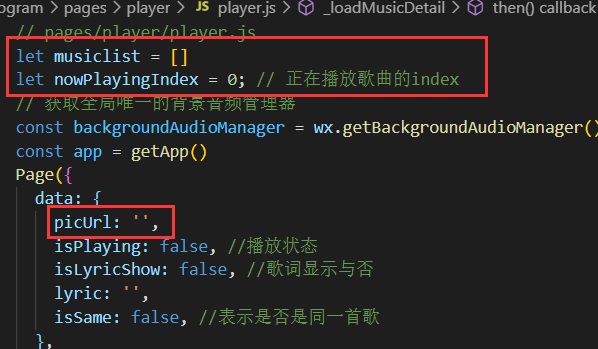 ogram > pages > player > JS player.js > _loadMusicDetail > then() callback
// pages/player/player.js
let musiclist = []
let nowPlayingIndex = 0; // 正在播放歌曲的index
// 获取全局唯一的背景音频管理器
const backgroundAudioManager = wx.getBackgroundAudioManager()
const app = getApp()
Page({
data: {
picUrl: '',
isPlaying: false, //播放状态
isLyricShow: false, //歌词显示与否
lyric: '',
isSame: false, //表示是否是同一首歌
},